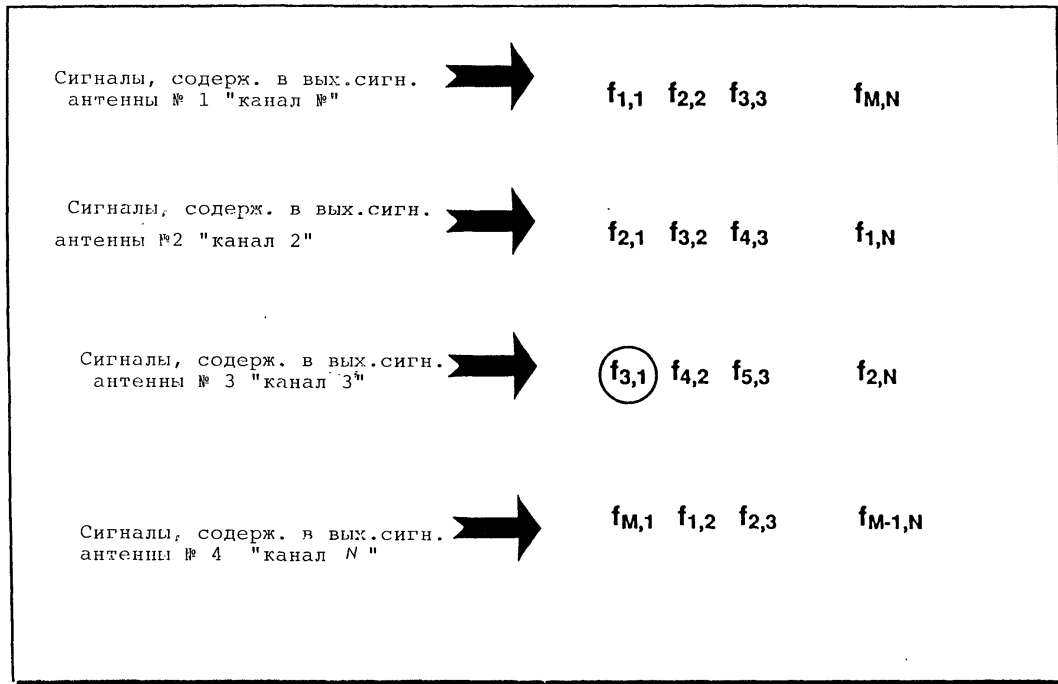 Сигналы, содерж. в вых.сигн.
антенны № 1 "канал №"
f1,1 f2,2 f3,3 fM,N
Сигналы, содерж. в вых.сигн.
антенны №2 "канал 2"
f2,1 f3,2 f4,3 f1,N
Сигналы, содерж. в вых.сигн.
антенны № 3 "канал 3"
f3,1 f4,2 f5,3 f2,N
Сигналы, содерж. в вых.сигн.
антенны № 4 "канал N "
fM,1 f1,2 f2,3 fM-1,N